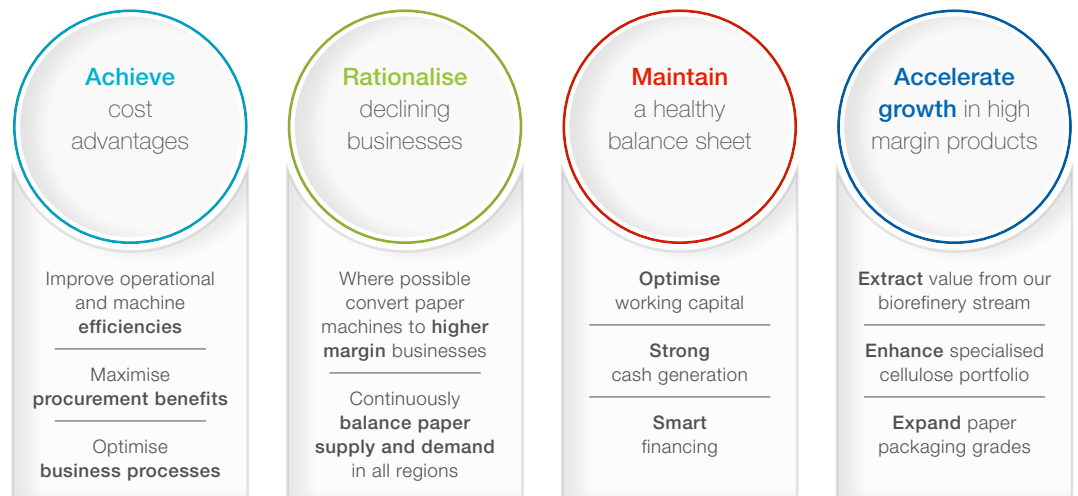 Achieve
cost
advantages
Improve operational
and machine
efficiencies
Maximise
procurement benefits
Optimise
business processes
Rationalise
declining
businesses
Where possible
convert paper
machines to higher
margin businesses
Continuously
balance paper
supply and demand
in all regions
Maintain
a healthy
balance sheet
Optimise
working capital
Strong
cash generation
Smart
financing
Accelerate
growth in high
margin products
Extract value from our
biorefinery stream
Enhance specialised
cellulose portfolio
Expand paper
packaging grades